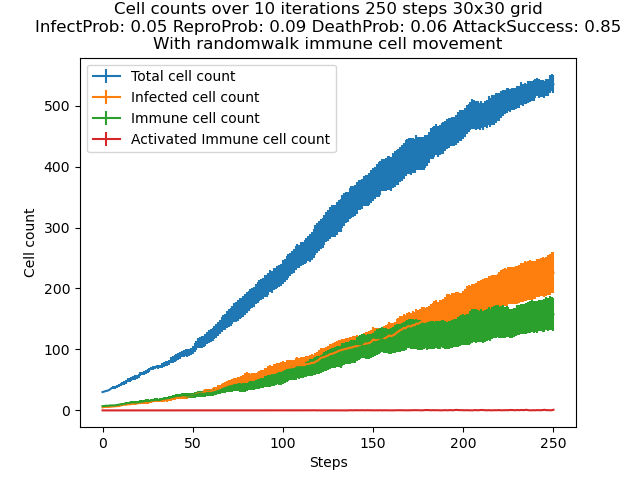 Cell counts over 10 iterations 250 steps 30x30 grid
InfectProb: 0.05 ReproProb: 0.09 DeathProb: 0.06 AttackSuccess: 0.85
With randomwalk immune cell movement
Total cell count
Infected cell count
Immune cell count
Activated Immune cell count
Cell count
500
400
300
200
100
0
0 50 100 150 200 250
Steps